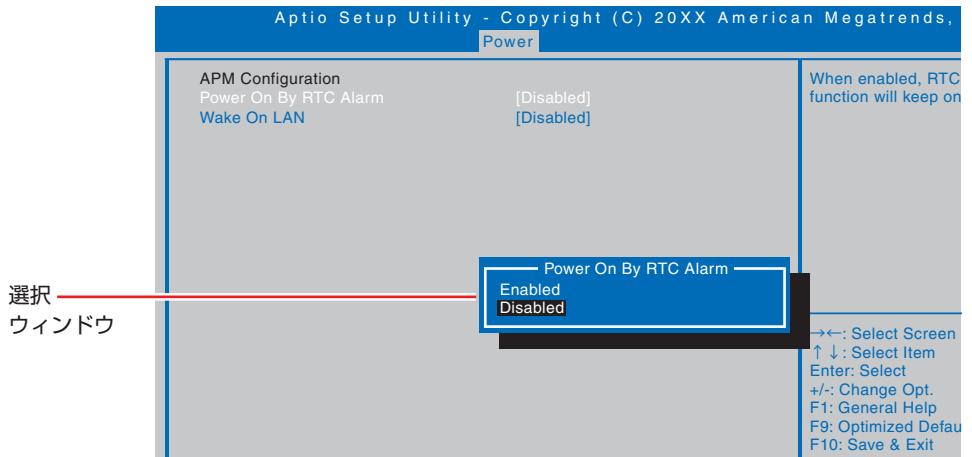 Aptio Setup Utility - Copyright (C) 20XX American Megatrends,
Power
APM Configuration
Power On By RTC Alarm [Disabled]
Wake On LAN [Disabled]
When enabled, RTC
function will keep on
Power On By RTC Alarm
Enabled
Disabled
選択
ウィンドウ
→←: Select Screen
↑↓: Select Item
Enter: Select
+/-: Change Opt.
F1: General Help
F9: Optimized Defau
F10: Save & Exit